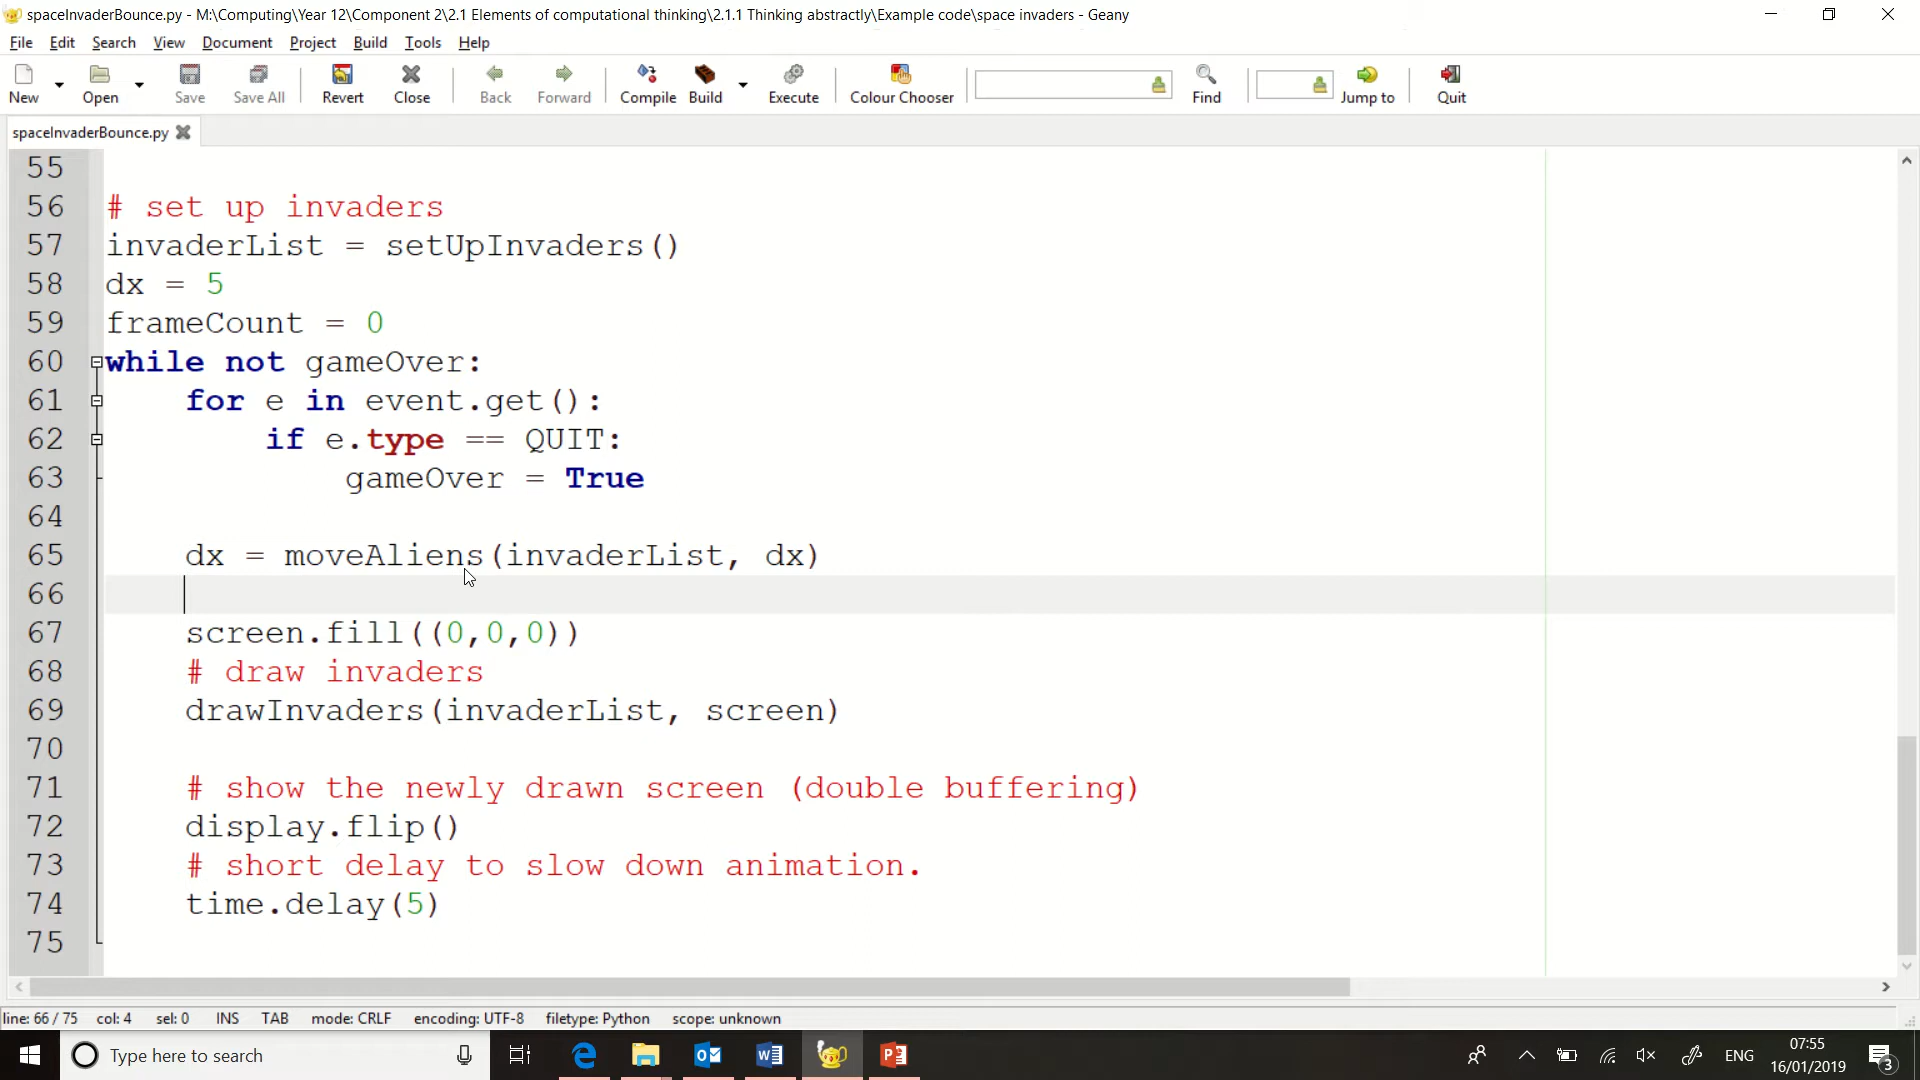 spaceInvaderBounce.py - M:\Computing\Year 12\Component 2\2.1 Elements of computational thinking\2.1.1 Thinking abstractly\Example code\space invaders - Geany
File Edit Search View Document Project Build Tools Help
New Open Save Save All Revert Close Back Forward Compile Build Execute Colour Chooser Find Jump to Quit
spaceInvaderBounce.py
55
56 # set up invaders
57 invaderList = setUpInvaders()
58 dx = 5
59 frameCount = 0
60 while not gameOver:
61     for e in event.get():
62         if e.type == QUIT:
63             gameOver = True
64
65     dx = moveAliens(invaderList, dx)
66
67     screen.fill((0,0,0))
68     # draw invaders
69     drawInvaders(invaderList, screen)
70
71     # show the newly drawn screen (double buffering)
72     display.flip()
73     # short delay to slow down animation.
74     time.delay(5)
75
line: 66 / 75 col: 4 sel: 0 INS TAB mode: CRLF encoding: UTF-8 filetype: Python scope: unknown
Type here to search
ENG
07:55
16/01/2019
3